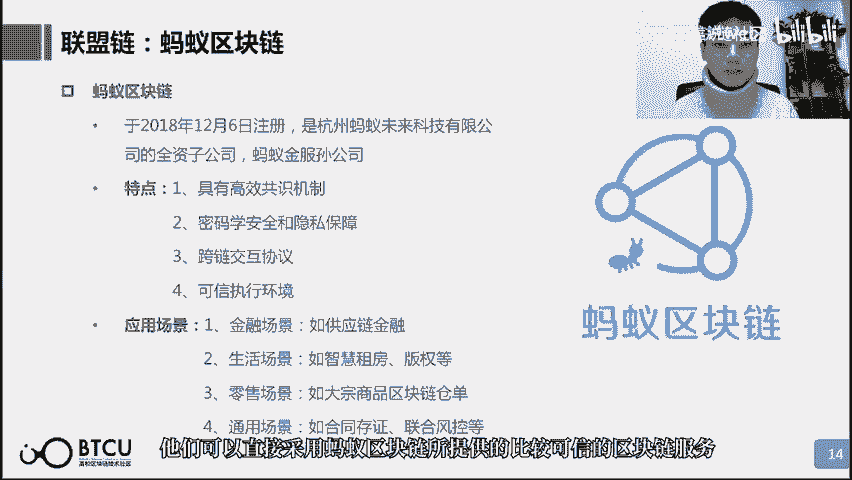 联盟链：蚂蚁区块链
bilibili
蚂蚁区块链
• 于2018年12月6日注册，是杭州蚂蚁未来科技有限公
司的全资子公司，蚂蚁金服孙公司
• 特点：1、具有高效共识机制
2、密码学安全和隐私保障
3、跨链交互协议
4、可信执行环境
• 应用场景：1、金融场景：如供应链金融
2、生活场景：如智慧租房、版权等
3、零售场景：如大宗商品区块链仓单
4、通用场景：如合同存证、联合风控等
蚂蚁区块链
BTCU
高校区块链技术社区
他们可以直接采用蚂蚁区块链所提供的比较可信的区块链服务
14